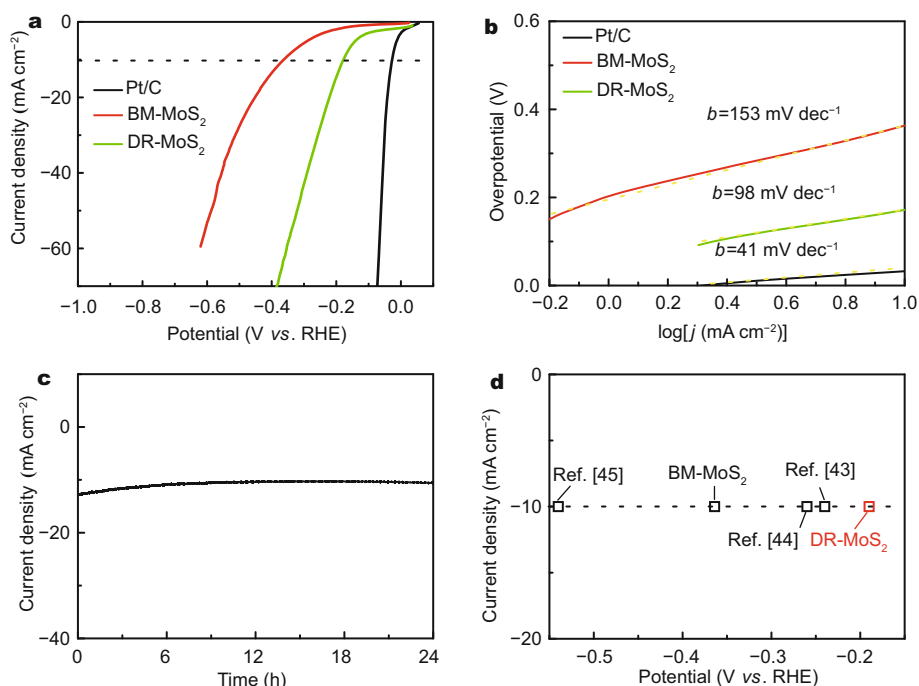 a
0
−20
−40
−60
Current density (mA cm⁻²)
Pt/C
BM-MoS₂
DR-MoS₂
−1.0 −0.8 −0.6 −0.4 −0.2 0.0
Potential (V vs. RHE)
b
0.6
0.4
0.2
0.0
Overpotential (V)
Pt/C
BM-MoS₂
DR-MoS₂
b=153 mV dec⁻¹
b=98 mV dec⁻¹
b=41 mV dec⁻¹
−0.2 0.0 0.2 0.4 0.6 0.8 1.0
log[j (mA cm⁻²)]
c
0
−20
−40
Current density (mA cm⁻²)
0 6 12 18 24
Time (h)
d
0
−10
−20
Current density (mA cm⁻²)
Ref. [45]
BM-MoS₂
Ref. [43]
Ref. [44]
DR-MoS₂
−0.5 −0.4 −0.3 −0.2
Potential (V vs. RHE)